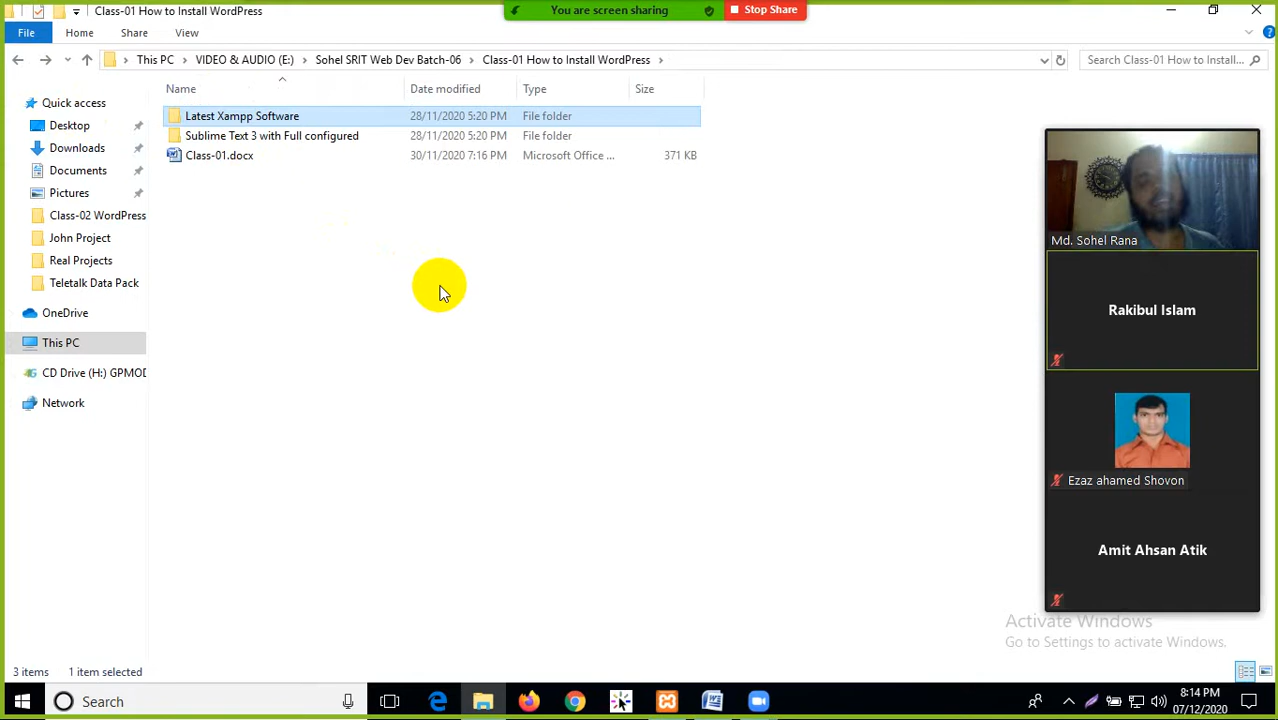 Class-01 How to Install WordPress
You are screen sharing
Stop Share
File
Home
Share
View
This PC
VIDEO & AUDIO (E:)
Sohel SRIT Web Dev Batch-06
Class-01 How to Install WordPress
Search Class-01 How to Install...
Name
Date modified
Type
Size
Quick access
Desktop
Downloads
Documents
Pictures
Class-02 WordPress
John Project
Real Projects
Teletalk Data Pack
OneDrive
This PC
CD Drive (H:) GPMOD
Network
Latest Xampp Software
28/11/2020 5:20 PM
File folder
Sublime Text 3 with Full configured
28/11/2020 5:20 PM
File folder
Class-01.docx
30/11/2020 7:16 PM
Microsoft Office ...
371 KB
Md. Sohel Rana
Rakibul Islam
Ezaz ahamed Shovon
Amit Ahsan Atik
Activate Windows
Go to Settings to activate Windows.
3 items
1 item selected
Search
8:14 PM
07/12/2020